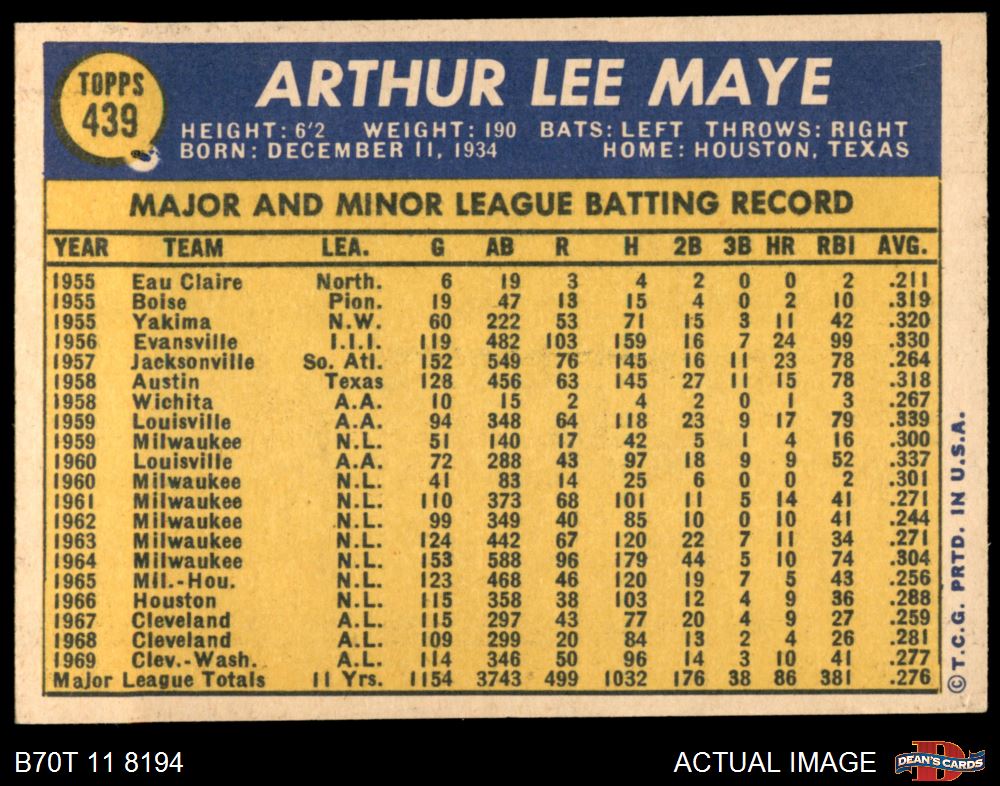 TOPPS
439
ARTHUR LEE MAYE
HEIGHT: 6'2 WEIGHT: 190 BATS: LEFT THROWS: RIGHT
BORN: DECEMBER 11, 1934 HOME: HOUSTON, TEXAS
MAJOR AND MINOR LEAGUE BATTING RECORD
YEAR TEAM LEA. G AB R H 2B 3B HR RBI AVG.
1955 Eau Claire North. 6 19 3 4 2 0 0 2 .211
1955 Boise Pion. 19 47 13 15 4 0 2 10 .319
1955 Yakima N.W. 60 222 53 71 15 3 11 42 .320
1956 Evansville I.I.I. 119 482 103 159 16 7 24 99 .330
1957 Jacksonville So. Atl. 152 549 76 145 16 11 23 78 .264
1958 Austin Texas 128 456 63 145 27 11 15 78 .318
1958 Wichita A.A. 10 15 2 4 2 0 1 3 .267
1959 Louisville A.A. 94 348 64 118 23 9 17 79 .339
1959 Milwaukee N.L. 51 140 17 42 5 1 4 16 .300
1960 Louisville A.A. 72 288 43 97 18 9 9 52 .337
1960 Milwaukee N.L. 41 83 14 25 6 0 0 2 .301
1961 Milwaukee N.L. 110 373 68 101 11 5 14 41 .271
1962 Milwaukee N.L. 99 349 40 85 10 0 10 41 .244
1963 Milwaukee N.L. 124 442 67 120 22 7 11 34 .271
1964 Milwaukee N.L. 153 588 96 179 44 5 10 74 .304
1965 Mil.-Hou. N.L. 123 468 46 120 19 7 5 43 .256
1966 Houston N.L. 115 358 38 103 12 4 9 36 .288
1967 Cleveland A.L. 115 297 43 77 20 4 9 27 .259
1968 Cleveland A.L. 109 299 20 84 13 2 4 26 .281
1969 Clev.-Wash. A.L. 114 346 50 96 14 3 10 41 .277
Major League Totals 11 Yrs. 1154 3743 499 1032 176 38 86 381 .276
© T.C.G. PRTD. IN U.S.A.
B70T 11 8194
ACTUAL IMAGE
D
DEAN'S CARDS